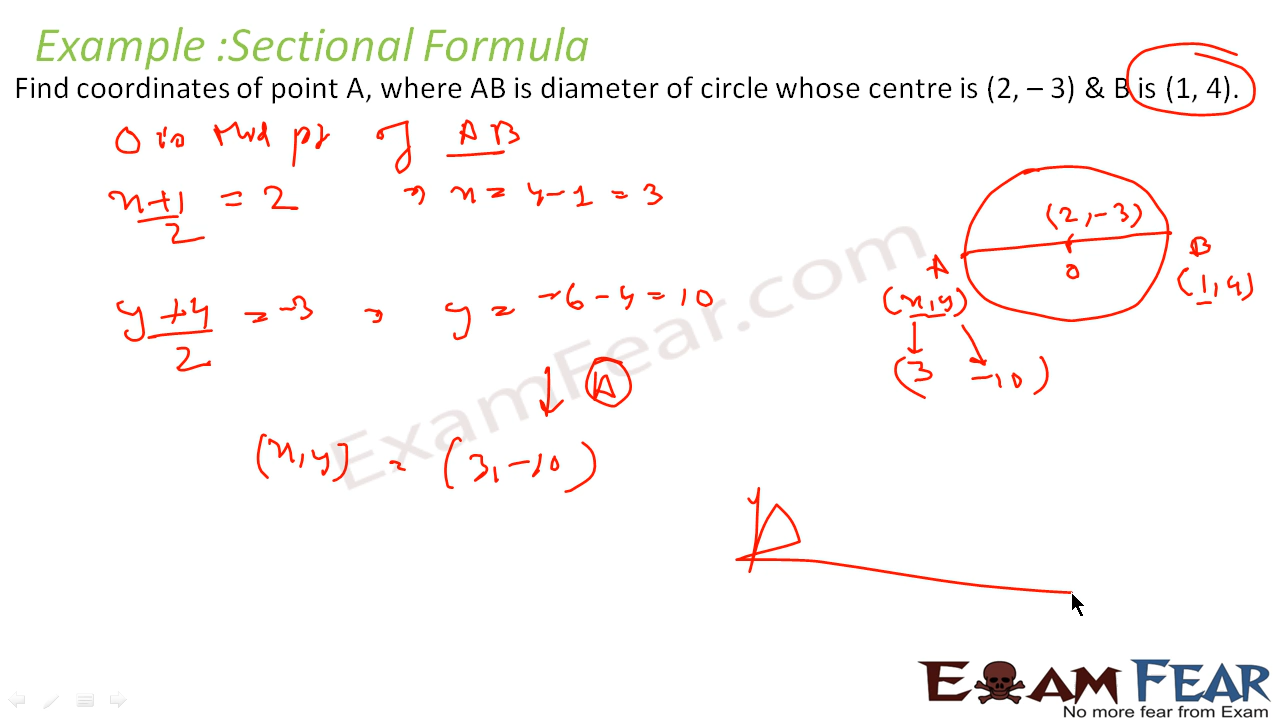 Example :Sectional Formula
Find coordinates of point A, where AB is diameter of circle whose centre is (2, – 3) & B is (1, 4).
O is Mid pt of AB
x+1/2 = 2 ⇒ x = 4-1 = 3
y+4/2 = -3 ⇒ y = -6-4 = 10
A
(x,y) = (3,-10)
(2,-3)
O
A
(x,y)
B
(1,4)
(3 -10)
ExamFear.com
EXAM FEAR
No more fear from Exam